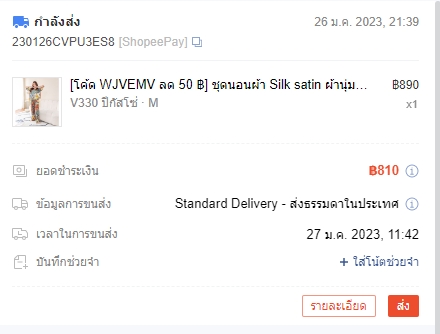 กำลังส่ง 26 ม.ค. 2023, 21:39
230126CVPU3ES8 [ShopeePay]
[โค้ด WJVEMV ลด 50 ฿] ชุดนอนผ้า Silk satin ผ้านุ่ม… ฿890
V330 ปิกัสโซ่ · M x1
ยอดชำระเงิน ฿810
ข้อมูลการขนส่ง Standard Delivery - ส่งธรรมดาในประเทศ
เวลาในการขนส่ง 27 ม.ค. 2023, 11:42
บันทึกช่วยจำ + ใส่โน้ตช่วยจำ
รายละเอียด ส่ง